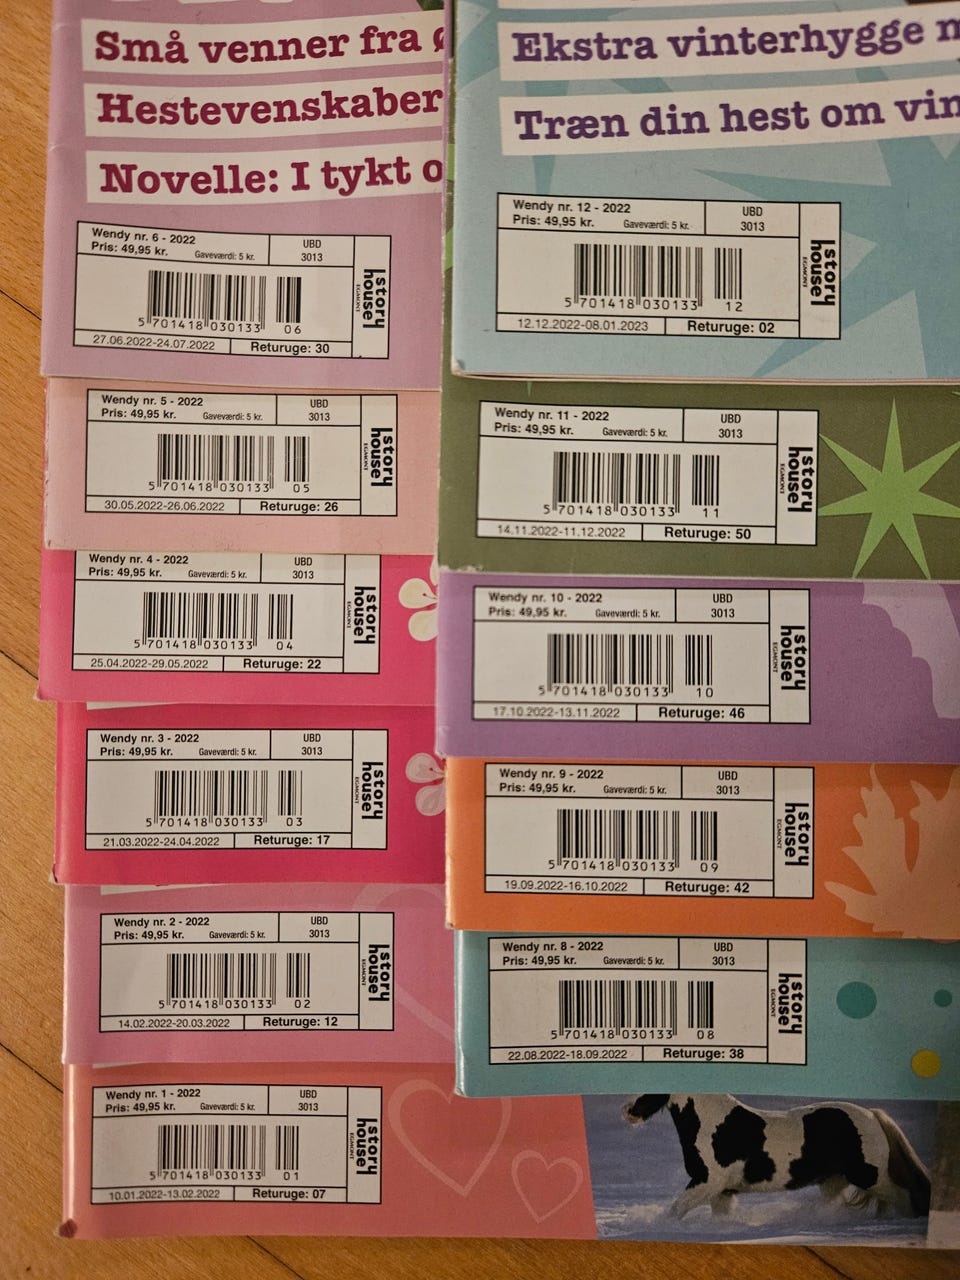 Små venner fra
Hestevenskaber
Novelle: I tykt o
Wendy nr. 6 - 2022
Pris: 49,95 kr.
Gaveværdi: 5 kr.
UBD
3013
5 701418 030133 06
27.06.2022-24.07.2022
Returuge: 30
story
house
EGMONT
Wendy nr. 5 - 2022
Pris: 49,95 kr.
Gaveværdi: 5 kr.
UBD
3013
5 701418 030133 05
30.05.2022-26.06.2022
Returuge: 26
story
house
EGMONT
Wendy nr. 4 - 2022
Pris: 49,95 kr.
Gaveværdi: 5 kr.
UBD
3013
5 701418 030133 04
25.04.2022-29.05.2022
Returuge: 22
story
house
EGMONT
Wendy nr. 3 - 2022
Pris: 49,95 kr.
Gaveværdi: 5 kr.
UBD
3013
5 701418 030133 03
21.03.2022-24.04.2022
Returuge: 17
story
house
EGMONT
Wendy nr. 2 - 2022
Pris: 49,95 kr.
Gaveværdi: 5 kr.
UBD
3013
5 701418 030133 02
14.02.2022-20.03.2022
Returuge: 12
story
house
EGMONT
Wendy nr. 1 - 2022
Pris: 49,95 kr.
Gaveværdi: 5 kr.
UBD
3013
5 701418 030133 01
10.01.2022-13.02.2022
Returuge: 07
story
house
EGMONT
Ekstra vinterhygge m
Træn din hest om vin
Wendy nr. 12 - 2022
Pris: 49,95 kr.
Gaveværdi: 5 kr.
UBD
3013
5 701418 030133 12
12.12.2022-08.01.2023
Returuge: 02
story
house
EGMONT
Wendy nr. 11 - 2022
Pris: 49,95 kr.
Gaveværdi: 5 kr.
UBD
3013
5 701418 030133 11
14.11.2022-11.12.2022
Returuge: 50
story
house
EGMONT
Wendy nr. 10 - 2022
Pris: 49,95 kr.
Gaveværdi: 5 kr.
UBD
3013
5 701418 030133 10
17.10.2022-13.11.2022
Returuge: 46
story
house
EGMONT
Wendy nr. 9 - 2022
Pris: 49,95 kr.
Gaveværdi: 5 kr.
UBD
3013
5 701418 030133 09
19.09.2022-16.10.2022
Returuge: 42
story
house
EGMONT
Wendy nr. 8 - 2022
Pris: 49,95 kr.
Gaveværdi: 5 kr.
UBD
3013
5 701418 030133 08
22.08.2022-18.09.2022
Returuge: 38
story
house
EGMONT